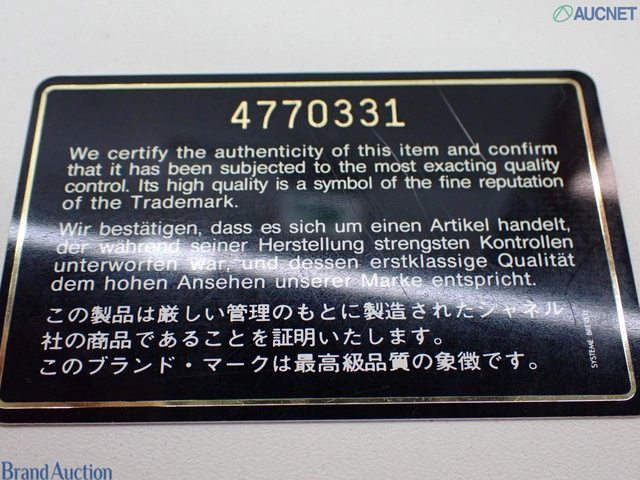 AUCNET
4770331
We certify the authenticity of this item and confirm
that it has been subjected to the most exacting quality
control. Its high quality is a symbol of the fine reputation
of the Trademark.
Wir bestätigen, dass es sich um einen Artikel handelt,
der während seiner Herstellung strengsten Kontrollen
unterworfen war, und dessen erstklassige Qualität
dem hohen Ansehen unserer Marke entspricht.
この製品は厳しい管理のもとに製造されたシャネル
社の商品であることを証明いたします。
このブランド・マークは最高級品質の象徴です。
SYSTEME
Brand Auction